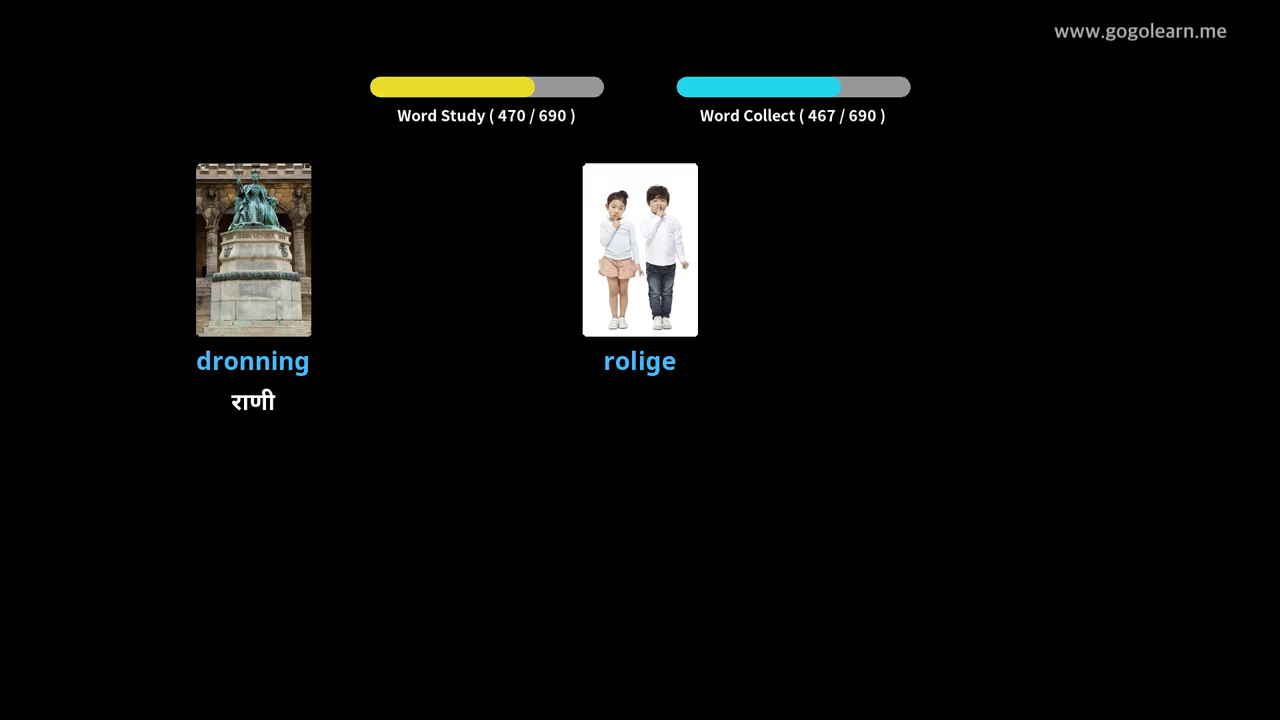 www.gogolearn.me
Word Study ( 470 / 690 )
Word Collect ( 467 / 690 )
dronning
राणी
rolige